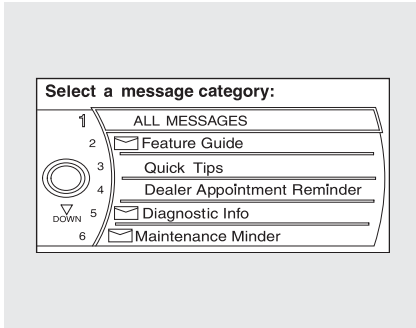 Select a message category:
1 ALL MESSAGES
2 Feature Guide
3 Quick Tips
4 Dealer Appointment Reminder
DOWN 5 Diagnostic Info
6 Maintenance Minder